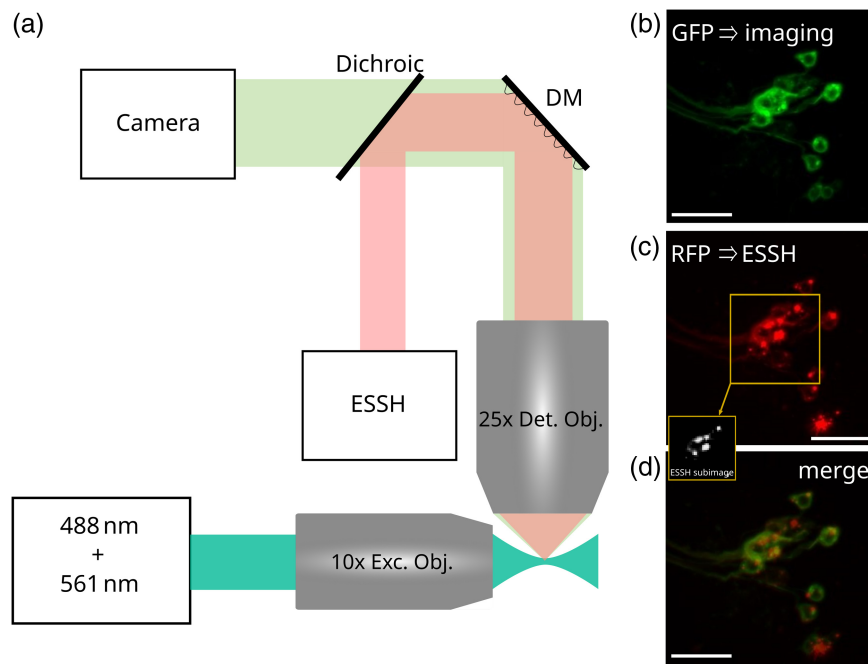 (a)
Dichroic
DM
Camera
ESSH
25x Det. Obj.
488 nm
+
561 nm
10x Exc. Obj.
(b)
GFP ⇒ imaging
(c)
RFP ⇒ ESSH
ESSH subimage
(d)
merge